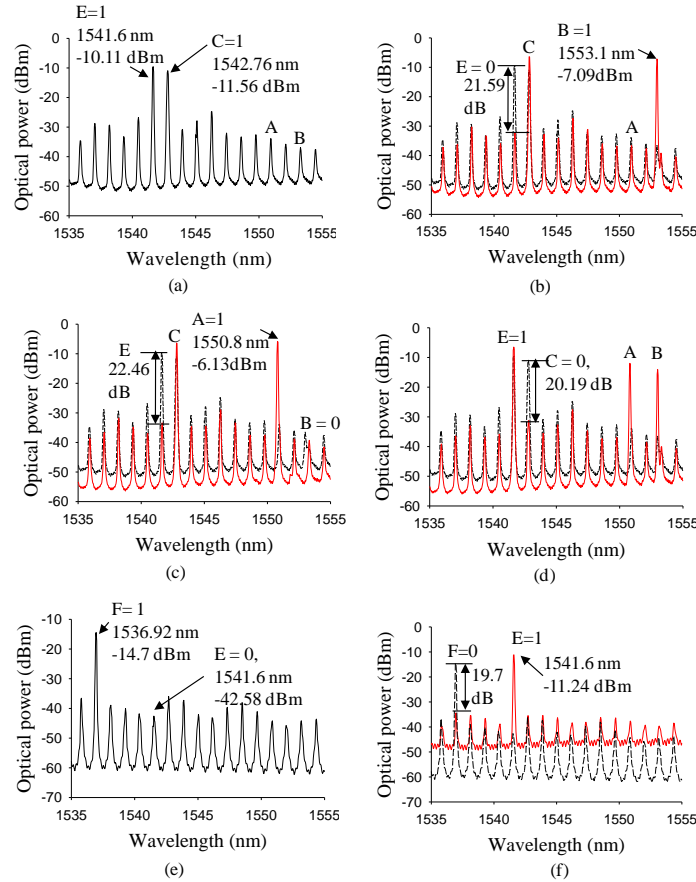 E=1
1541.6 nm
-10.11 dBm
C=1
1542.76 nm
-11.56 dBm
A
B
0
-10
-20
-30
-40
-50
-60
Optical power (dBm)
1535
1545
1555
Wavelength (nm)
(a)
B =1
1553.1 nm
-7.09dBm
C
E = 0
21.59
dB
A
0
-10
-20
-30
-40
-50
-60
Optical power (dBm)
1535
1540
1545
1550
1555
Wavelength (nm)
(b)
A=1
1550.8 nm
-6.13dBm
C
E
22.46
dB
B = 0
0
-10
-20
-30
-40
-50
-60
Optical power (dBm)
1535
1540
1545
1550
1555
Wavelength (nm)
(c)
E=1
C = 0,
20.19 dB
A
B
0
-10
-20
-30
-40
-50
-60
Optical power (dBm)
1535
1540
1545
1550
1555
Wavelength (nm)
(d)
F= 1
1536.92 nm
-14.7 dBm
E = 0,
1541.6 nm
-42.58 dBm
-10
-20
-30
-40
-50
-60
-70
Optical power (dBm)
1535
1540
1545
1550
1555
Wavelength (nm)
(e)
E=1
F=0
19.7
dB
1541.6 nm
-11.24 dBm
0
-10
-20
-30
-40
-50
-60
-70
Optical power (dBm)
1535
1540
1545
1550
1555
Wavelength (nm)
(f)